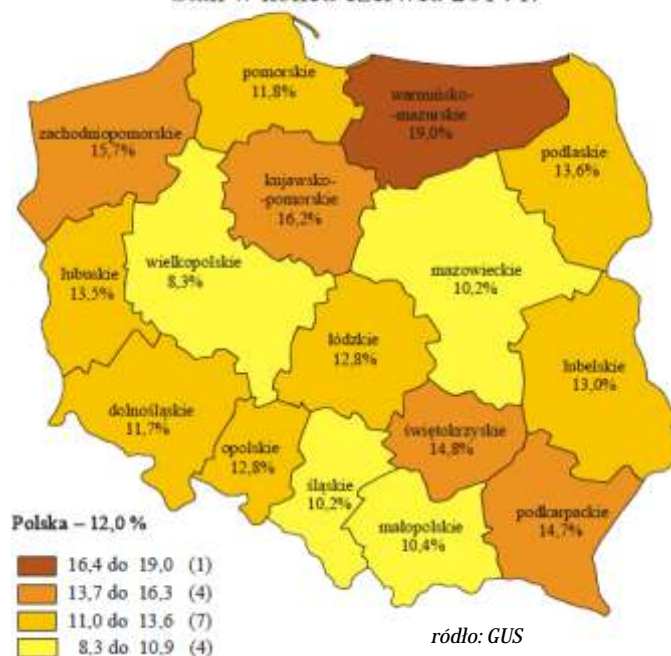 pomorskie
11,8%
warmińsko-
-mazurskie
19,0%
zachodniopomorskie
15,7%
podlaskie
13,6%
kujawsko-
-pomorskie
16,2%
wielkopolskie
8,3%
mazowieckie
10,2%
lubuskie
13,5%
łódzkie
12,8%
lubelskie
13,0%
dolnośląskie
11,7%
opolskie
12,8%
świętokrzyskie
14,8%
śląskie
10,2%
małopolskie
10,4%
podkarpackie
14,7%
Polska – 12,0 %
16,4 do 19,0 (1)
13,7 do 16,3 (4)
11,0 do 13,6 (7)
8,3 do 10,9 (4)
ródło: GUS